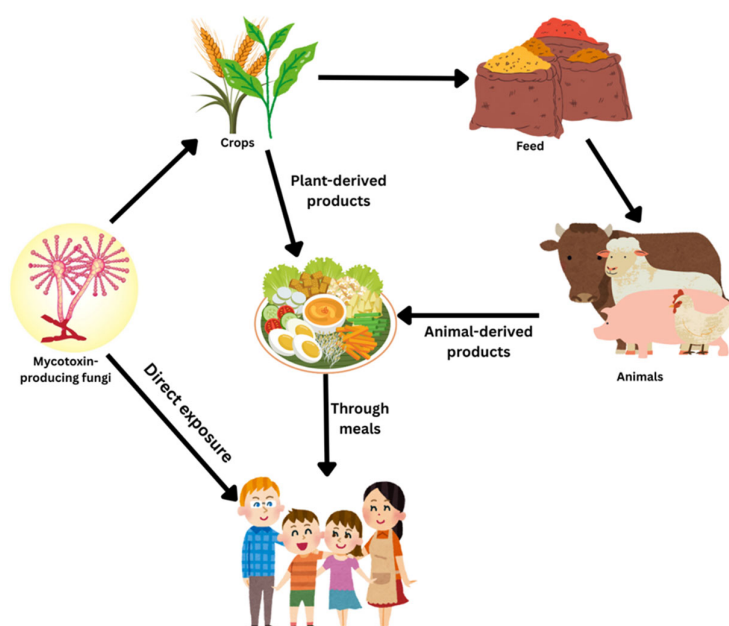 Crops
Feed
Plant-derived
products
Mycotoxin-
producing fungi
Animal-derived
products
Animals
Direct exposure
Through
meals